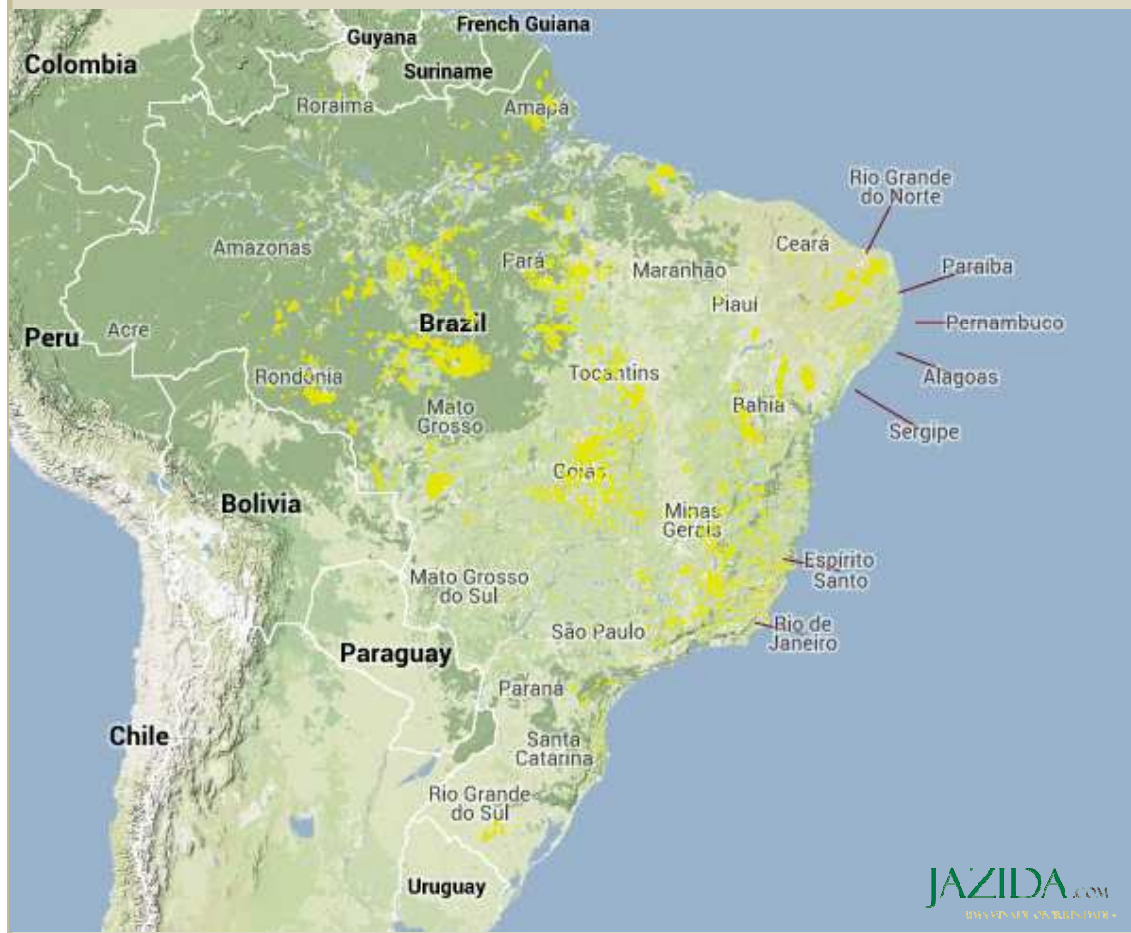 French Guiana
Guyana
Colombia
Suriname
Roraima
Amapá
Rio Grande
do Norte
Ceará
Amazonas
Pará
Maranhão
Paraíba
Piauí
Brazil
Pernambuco
Peru
Acre
Rondônia
Tocantins
Alagoas
Mato
Grosso
Bahia
Sergipe
Goiás
Bolivia
Minas
Gerais
Espírito
Santo
Mato Grosso
do Sul
São Paulo
Rio de
Janeiro
Paraguay
Paraná
Chile
Santa
Catarina
Rio Grande
do Sul
Uruguay
JAZIDA.COM